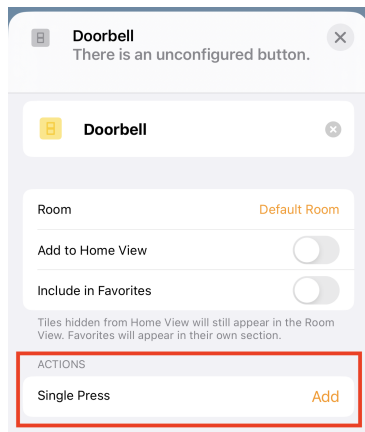 Doorbell
There is an unconfigured button.
Doorbell
Room Default Room
Add to Home View
Include in Favorites
Tiles hidden from Home View will still appear in the Room
View. Favorites will appear in their own section.
ACTIONS
Single Press Add